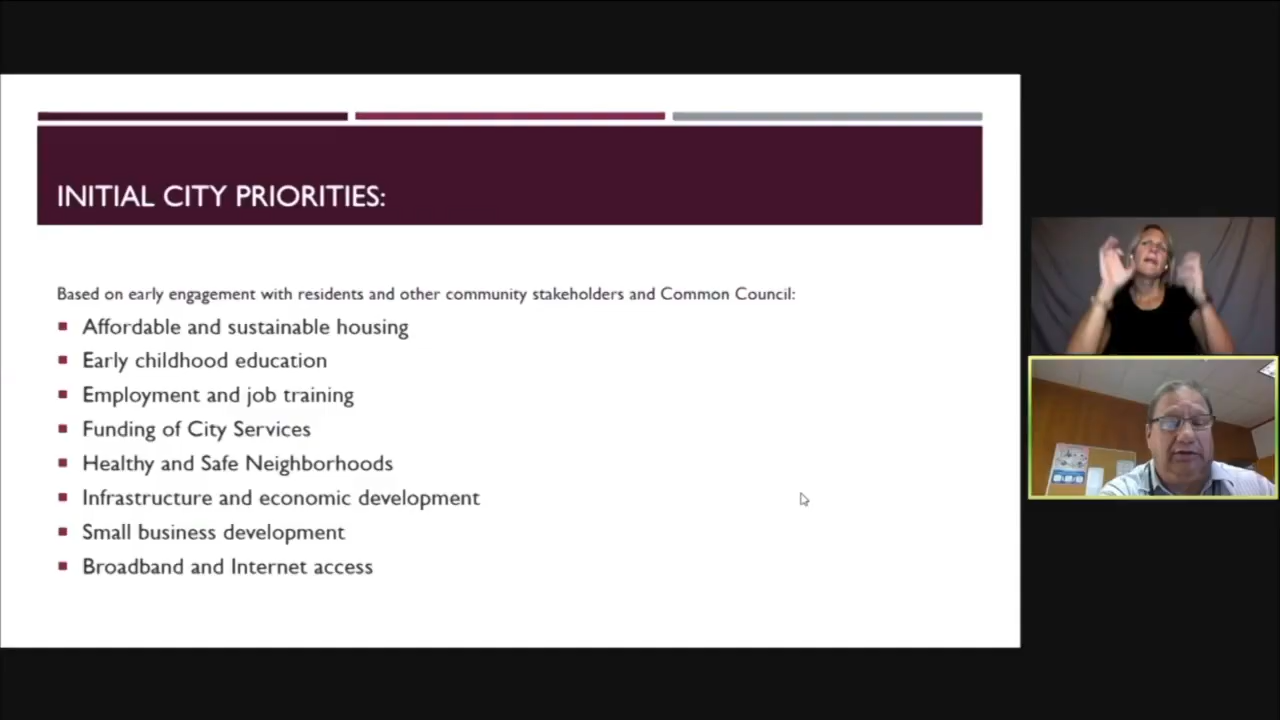 INITIAL CITY PRIORITIES:
Based on early engagement with residents and other community stakeholders and Common Council:
Affordable and sustainable housing
Early childhood education
Employment and job training
Funding of City Services
Healthy and Safe Neighborhoods
Infrastructure and economic development
Small business development
Broadband and Internet access